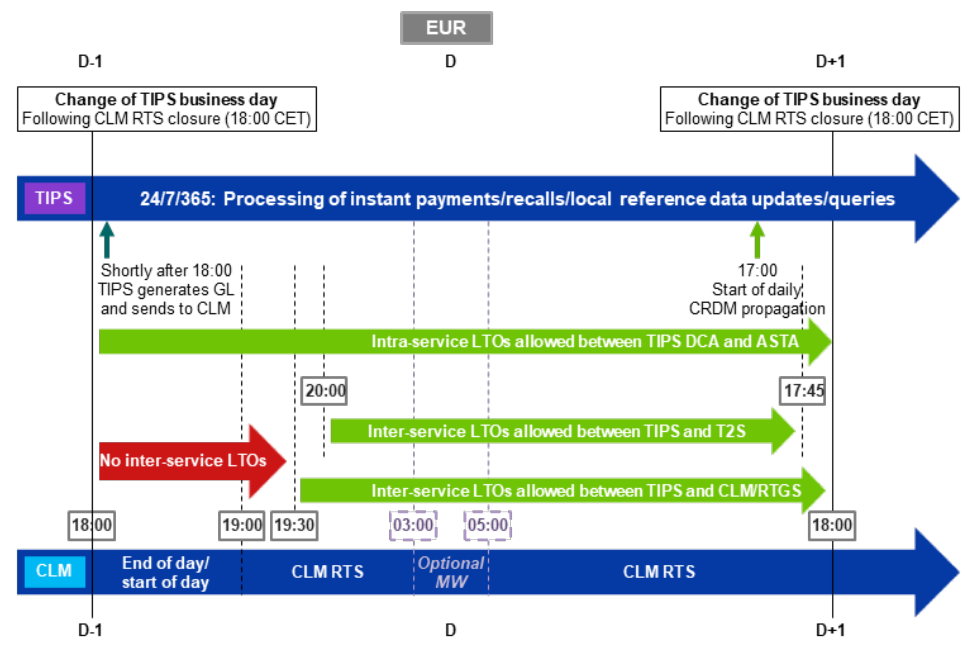 EUR
D-1
D
D+1
Change of TIPS business day
Following CLM RTS closure (18:00 CET)
Change of TIPS business day
Following CLM RTS closure (18:00 CET)
TIPS
24/7/365: Processing of instant payments/recalls/local reference data updates/queries
Shortly after 18:00
TIPS generates GL
and sends to CLM
17:00
Start of daily
CRDM propagation
Intra-service LTOs allowed between TIPS DCA and ASTA
20:00
17:45
Inter-service LTOs allowed between TIPS and T2S
No inter-service LTOs
Inter-service LTOs allowed between TIPS and CLM/RTGS
18:00
19:00
19:30
03:00
05:00
18:00
CLM
End of day/
start of day
CLM RTS
Optional
MW
CLM RTS
D-1
D
D+1